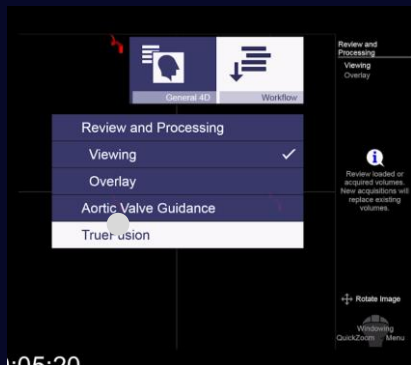 Review and
Processing
Viewing
Overlay
General 4D
Workflow
Review and Processing
Viewing
Overlay
Aortic Valve Guidance
TrueFusion
Review loaded or
acquired volumes.
New acquisitions will
replace existing
volumes.
Rotate Image
Windowing
QuickZoom Menu
:05:20